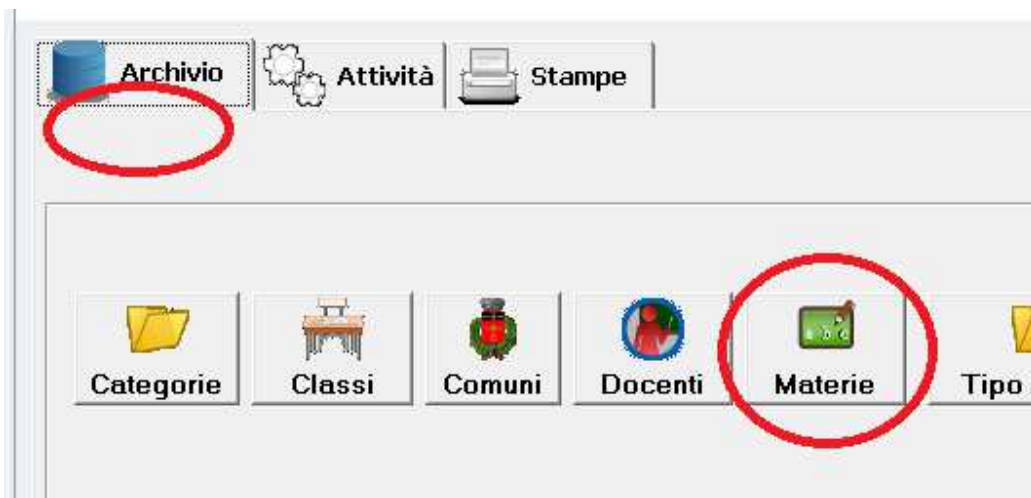 Archivio Attività Stampe
Categorie Classi Comuni Docenti Materie Tipo